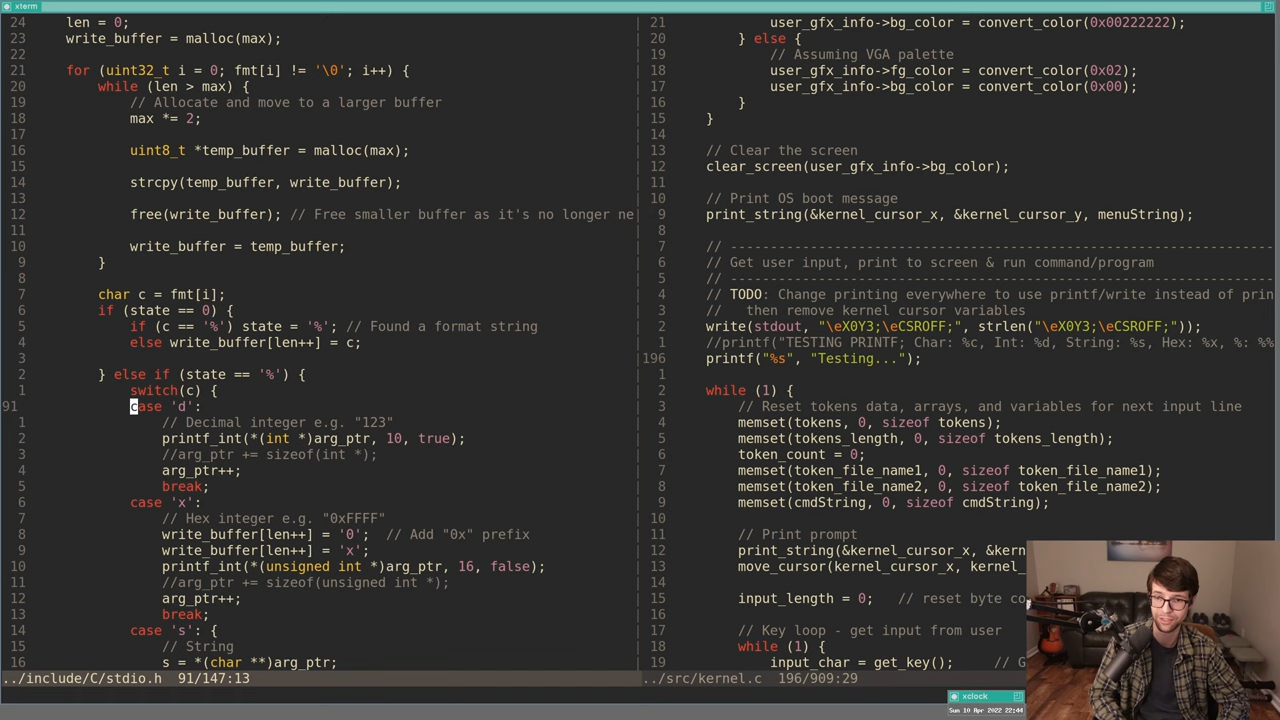 xterm
24 len = 0;
23 write_buffer = malloc(max);
22
21 for (uint32_t i = 0; fmt[i] != '\0'; i++) {
20 while (len > max) {
19 // Allocate and move to a larger buffer
18 max *= 2;
17
16 uint8_t *temp_buffer = malloc(max);
15
14 strcpy(temp_buffer, write_buffer);
13
12 free(write_buffer); // Free smaller buffer as it's no longer ne
11
10 write_buffer = temp_buffer;
9 }
8
7 char c = fmt[i];
6 if (state == 0) {
5 if (c == '%') state = '%'; // Found a format string
4 else write_buffer[len++] = c;
3
2 } else if (state == '%') {
1 switch(c) {
91 case 'd':
1 // Decimal integer e.g. "123"
2 printf_int(*(int *)arg_ptr, 10, true);
3 //arg_ptr += sizeof(int *);
4 arg_ptr++;
5 break;
6 case 'x':
7 // Hex integer e.g. "0xFFFF"
8 write_buffer[len++] = '0'; // Add "0x" prefix
9 write_buffer[len++] = 'x';
10 printf_int(*(unsigned int *)arg_ptr, 16, false);
11 //arg_ptr += sizeof(unsigned int *);
12 arg_ptr++;
13 break;
14 case 's': {
15 // String
16 s = *(char **)arg_ptr;
../include/C/stdio.h 91/147:13
21 user_gfx_info->bg_color = convert_color(0x00222222);
20 } else {
19 // Assuming VGA palette
18 user_gfx_info->fg_color = convert_color(0x02);
17 user_gfx_info->bg_color = convert_color(0x00);
16 }
15 }
14
13 // Clear the screen
12 clear_screen(user_gfx_info->bg_color);
11
10 // Print OS boot message
9 print_string(&kernel_cursor_x, &kernel_cursor_y, menuString);
8
7 // --------------------------------------------------------------------
6 // Get user input, print to screen & run command/program
5 // --------------------------------------------------------------------
4 // TODO: Change printing everywhere to use printf/write instead of prin
3 // then remove kernel cursor variables
2 write(stdout, "\eX0Y3;\eCSROFF;", strlen("\eX0Y3;\eCSROFF;"));
1 //printf("TESTING PRINTF; Char: %c, Int: %d, String: %s, Hex: %x, %: %%
196 printf("%s", "Testing...");
1
2 while (1) {
3 // Reset tokens data, arrays, and variables for next input line
4 memset(tokens, 0, sizeof tokens);
5 memset(tokens_length, 0, sizeof tokens_length);
6 token_count = 0;
7 memset(token_file_name1, 0, sizeof token_file_name1);
8 memset(token_file_name2, 0, sizeof token_file_name2);
9 memset(cmdString, 0, sizeof cmdString);
10
11 // Print prompt
12 print_string(&kernel_cursor_x, &kern
13 move_cursor(kernel_cursor_x, kernel_
14
15 input_length = 0; // reset byte co
16
17 // Key loop - get input from user
18 while (1) {
19 input_char = get_key(); // G
../src/kernel.c 196/909:29
xclock
Sun 10 Apr 2022 22:44